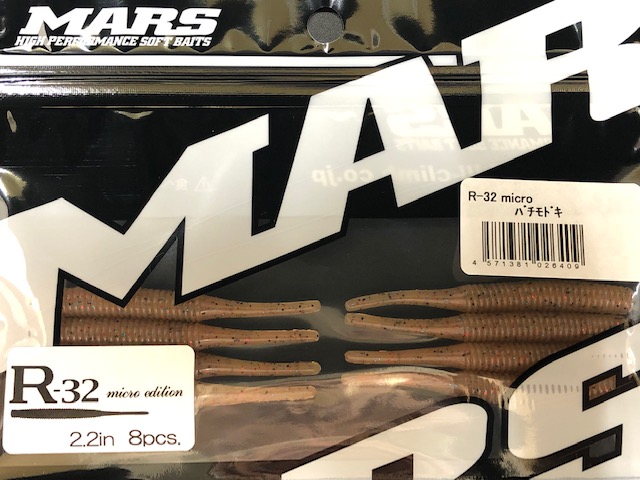 MARS
HIGH PERFORMANCE SOFT BAITS
MAR
R-32 micro
ﾊﾞﾁﾓﾄﾞｷ
4 571381 026409
R-32 micro edition
2.2in 8pcs.